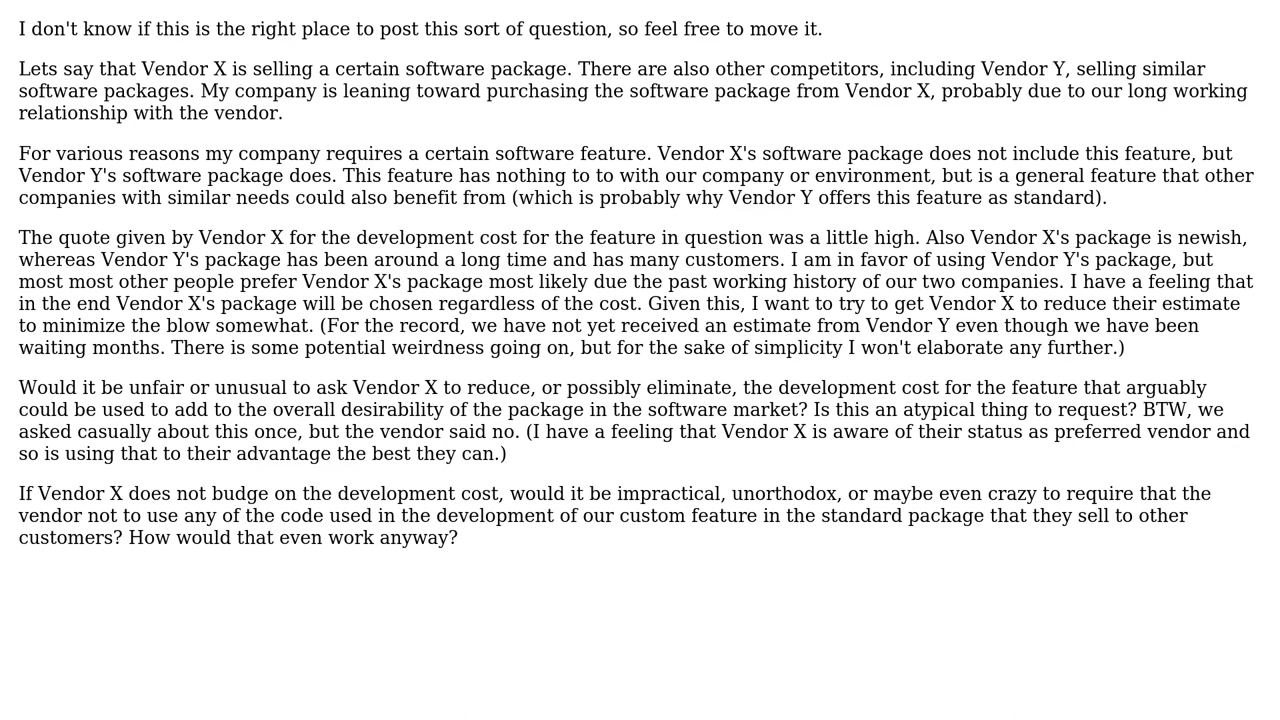 I don't know if this is the right place to post this sort of question, so feel free to move it.
Lets say that Vendor X is selling a certain software package. There are also other competitors, including Vendor Y, selling similar
software packages. My company is leaning toward purchasing the software package from Vendor X, probably due to our long working
relationship with the vendor.
For various reasons my company requires a certain software feature. Vendor X's software package does not include this feature, but
Vendor Y's software package does. This feature has nothing to to with our company or environment, but is a general feature that other
companies with similar needs could also benefit from (which is probably why Vendor Y offers this feature as standard).
The quote given by Vendor X for the development cost for the feature in question was a little high. Also Vendor X's package is newish,
whereas Vendor Y's package has been around a long time and has many customers. I am in favor of using Vendor Y's package, but
most most other people prefer Vendor X's package most likely due the past working history of our two companies. I have a feeling that
in the end Vendor X's package will be chosen regardless of the cost. Given this, I want to try to get Vendor X to reduce their estimate
to minimize the blow somewhat. (For the record, we have not yet received an estimate from Vendor Y even though we have been
waiting months. There is some potential weirdness going on, but for the sake of simplicity I won't elaborate any further.)
Would it be unfair or unusual to ask Vendor X to reduce, or possibly eliminate, the development cost for the feature that arguably
could be used to add to the overall desirability of the package in the software market? Is this an atypical thing to request? BTW, we
asked casually about this once, but the vendor said no. (I have a feeling that Vendor X is aware of their status as preferred vendor and
so is using that to their advantage the best they can.)
If Vendor X does not budge on the development cost, would it be impractical, unorthodox, or maybe even crazy to require that the
vendor not to use any of the code used in the development of our custom feature in the standard package that they sell to other
customers? How would that even work anyway?